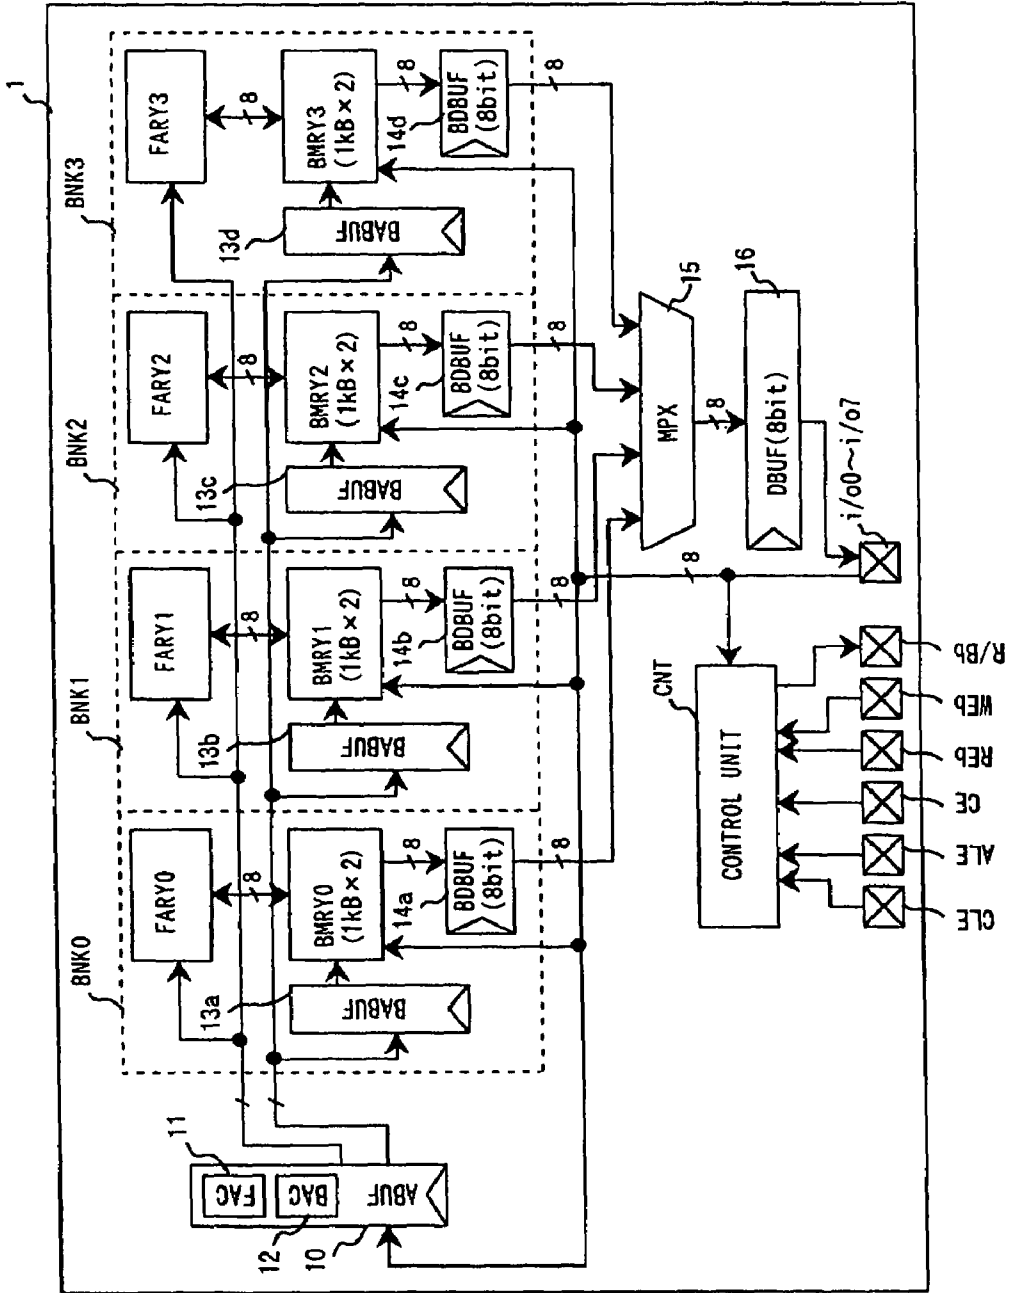 1
BNK0
BNK1
BNK2
BNK3
FARY0
FARY1
FARY2
FARY3
8
8
8
8
11
FAC
BAC
ABUF
12
10
13a
BABUF
BMRY0
(1kB×2)
13b
BABUF
BMRY1
(1kB×2)
13c
BABUF
BMRY2
(1kB×2)
13d
BABUF
BMRY3
(1kB×2)
8
14a
BDBUF
(8bit)
8
14b
BDBUF
(8bit)
8
14c
BDBUF
(8bit)
8
14d
BDBUF
(8bit)
8
8
8
8
MPX
15
8
8
DBUF(8bit)
16
CNT
CONTROL UNIT
i/o0~i/o7
CLE
ALE
CE
REb
WEb
R/Bb